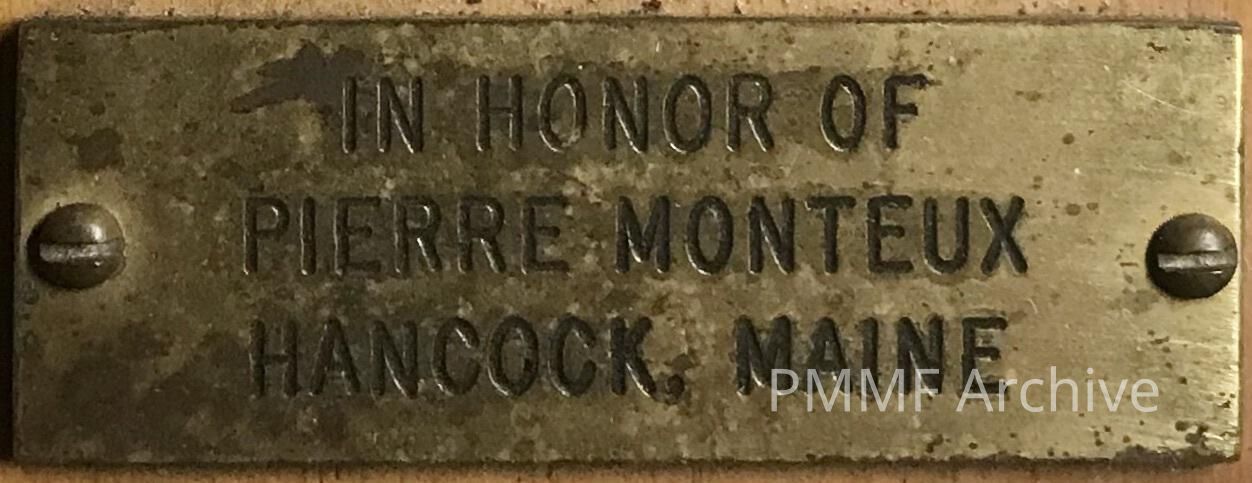 IN HONOR OF
PIERRE MONTEUX
HANCOCK, MAINE
PMMF Archive